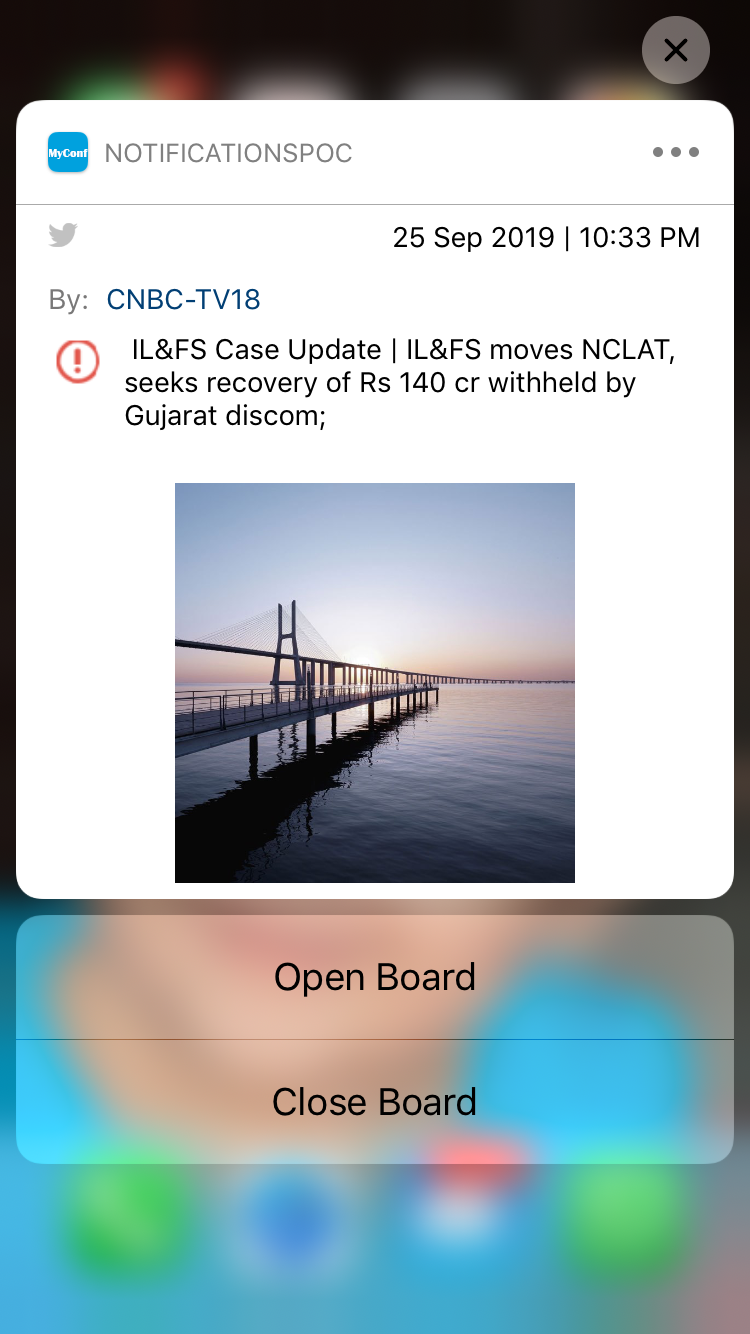 MyConf NOTIFICATIONSPOC
25 Sep 2019 | 10:33 PM
By: CNBC-TV18
IL&FS Case Update | IL&FS moves NCLAT,
seeks recovery of Rs 140 cr withheld by
Gujarat discom;
Open Board
Close Board